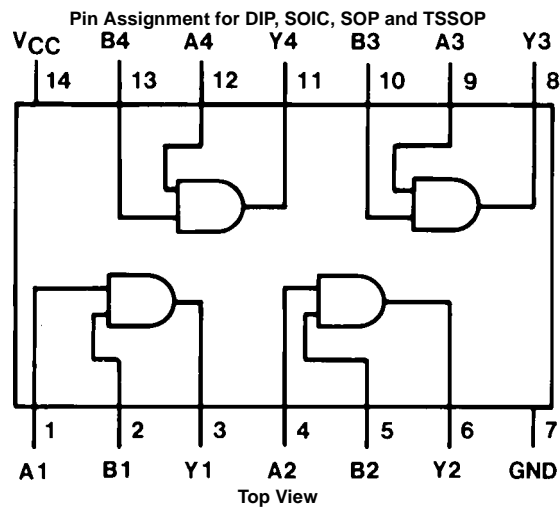 Pin Assignment for DIP, SOIC, SOP and TSSOP
VCC B4 A4 Y4 B3 A3 Y3
14 13 12 11 10 9 8
1 2 3 4 5 6 7
A1 B1 Y1 A2 B2 Y2 GND
Top View